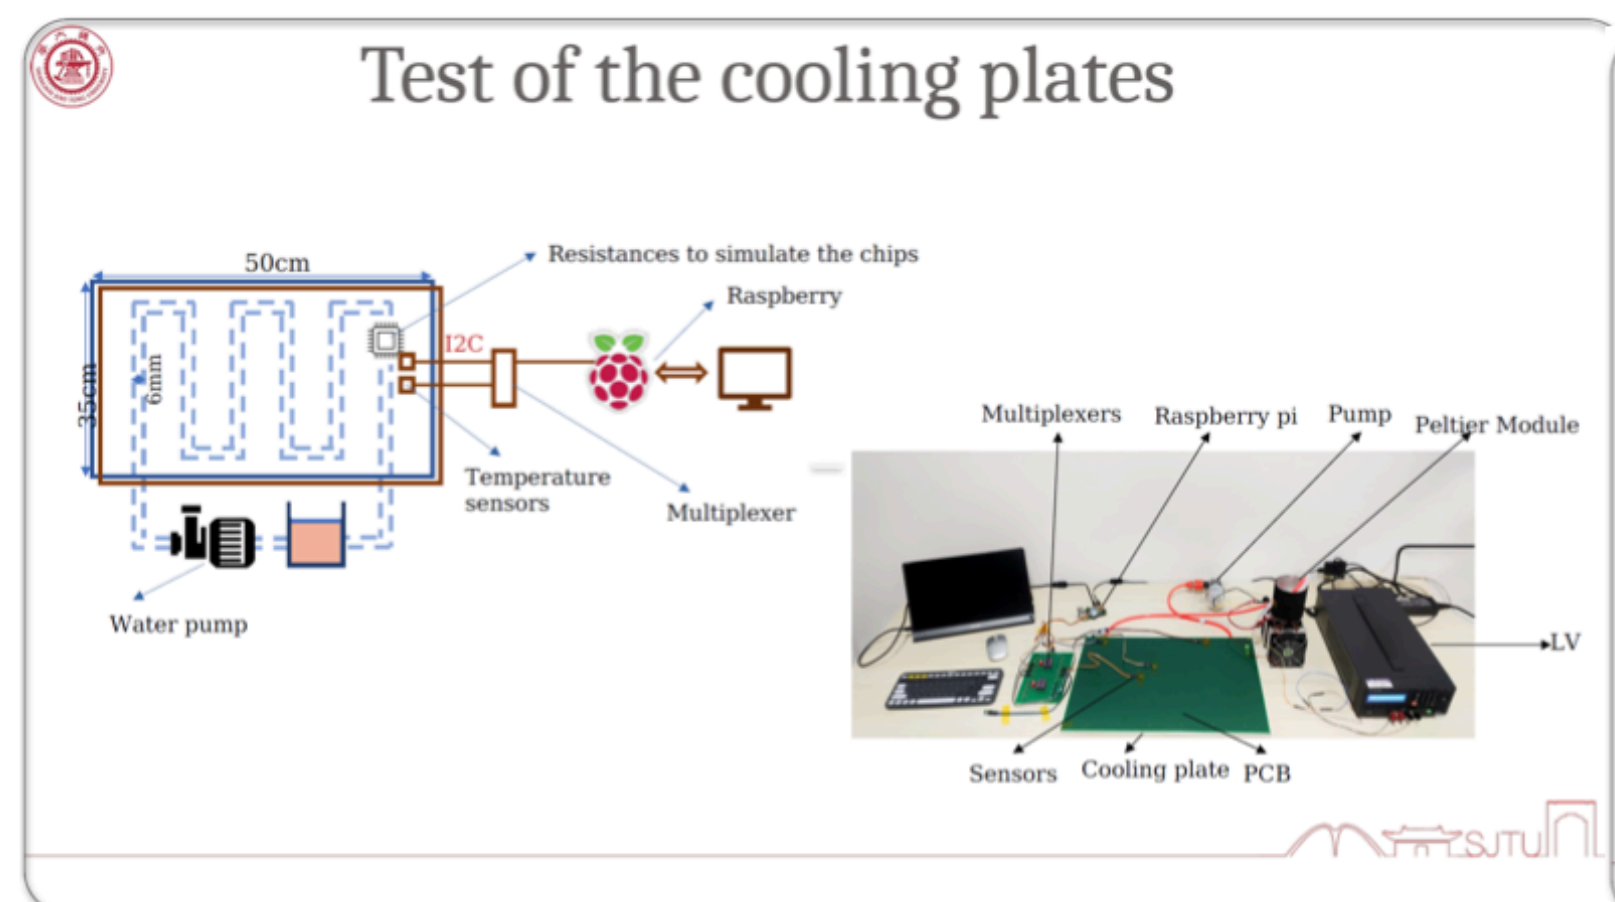 Test of the cooling plates
50cm
Resistances to simulate the chips
Raspberry
I2C
35cm
6mm
Temperature
sensors
Multiplexer
Water pump
Multiplexers
Raspberry pi
Pump
Peltier Module
LV
Sensors
Cooling plate
PCB
SJTU